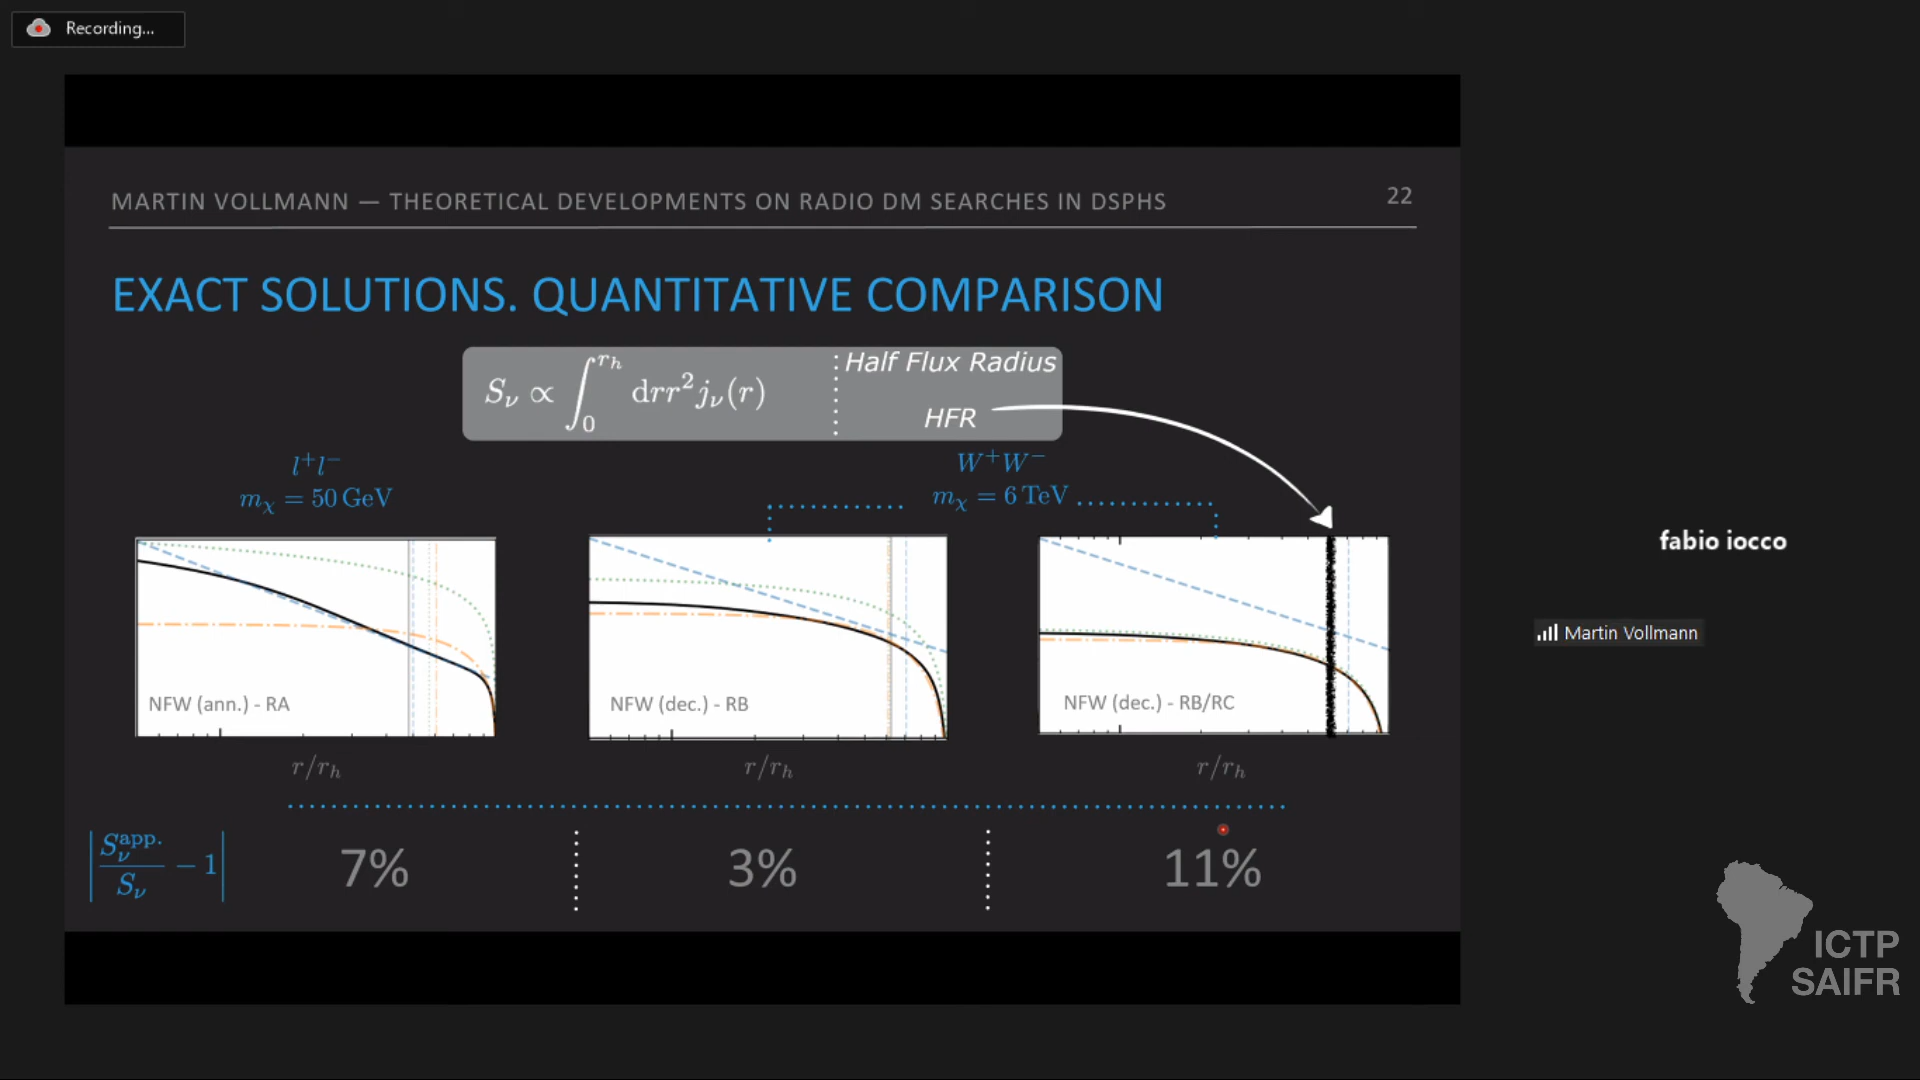 Recording...
MARTIN VOLLMANN — THEORETICAL DEVELOPMENTS ON RADIO DM SEARCHES IN DSPHS
22
EXACT SOLUTIONS. QUANTITATIVE COMPARISON
S_ν ∝ ∫_0^{r_h} drr² j_ν(r)
Half Flux Radius
HFR
l⁺l⁻
m_χ = 50 GeV
W⁺W⁻
m_χ = 6 TeV
NFW (ann.) - RA
NFW (dec.) - RB
NFW (dec.) - RB/RC
r/r_h
r/r_h
r/r_h
|S_ν^{app.}/S_ν − 1|
7%
3%
11%
fabio iocco
Martin Vollmann
ICTP
SAIFR